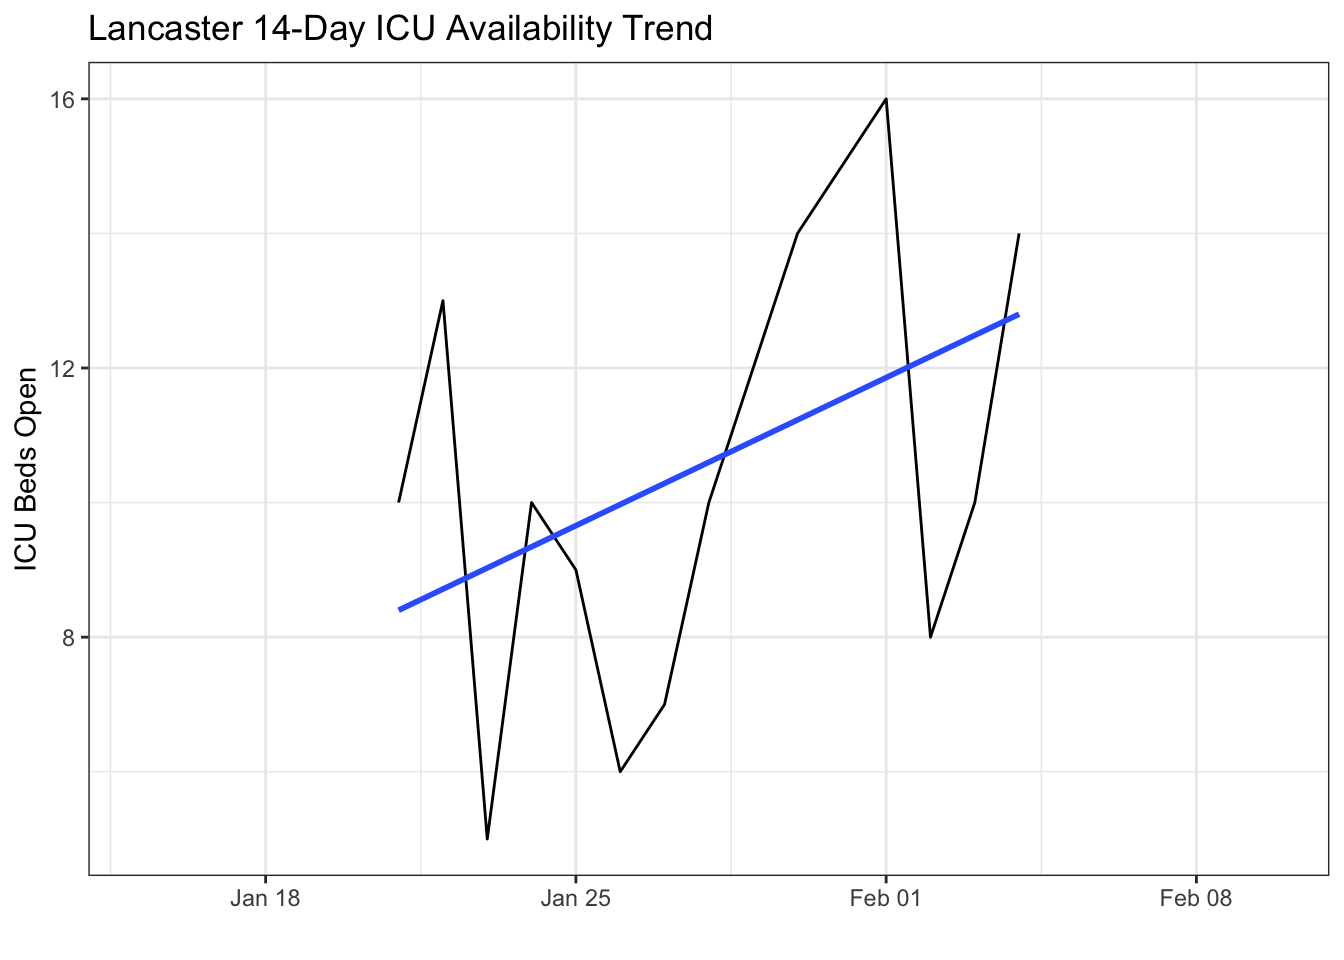 Lancaster 14-Day ICU Availability Trend
16
12
8
ICU Beds Open
Jan 18
Jan 25
Feb 01
Feb 08